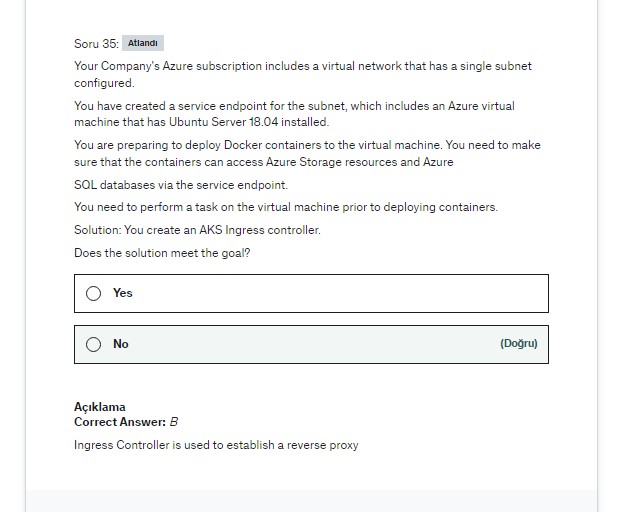 Soru 35: Atlandı
Your Company's Azure subscription includes a virtual network that has a single subnet
configured.
You have created a service endpoint for the subnet, which includes an Azure virtual
machine that has Ubuntu Server 18.04 installed.
You are preparing to deploy Docker containers to the virtual machine. You need to make
sure that the containers can access Azure Storage resources and Azure
SQL databases via the service endpoint.
You need to perform a task on the virtual machine prior to deploying containers.
Solution: You create an AKS Ingress controller.
Does the solution meet the goal?
Yes
No (Doğru)
Açıklama
Correct Answer: B
Ingress Controller is used to establish a reverse proxy